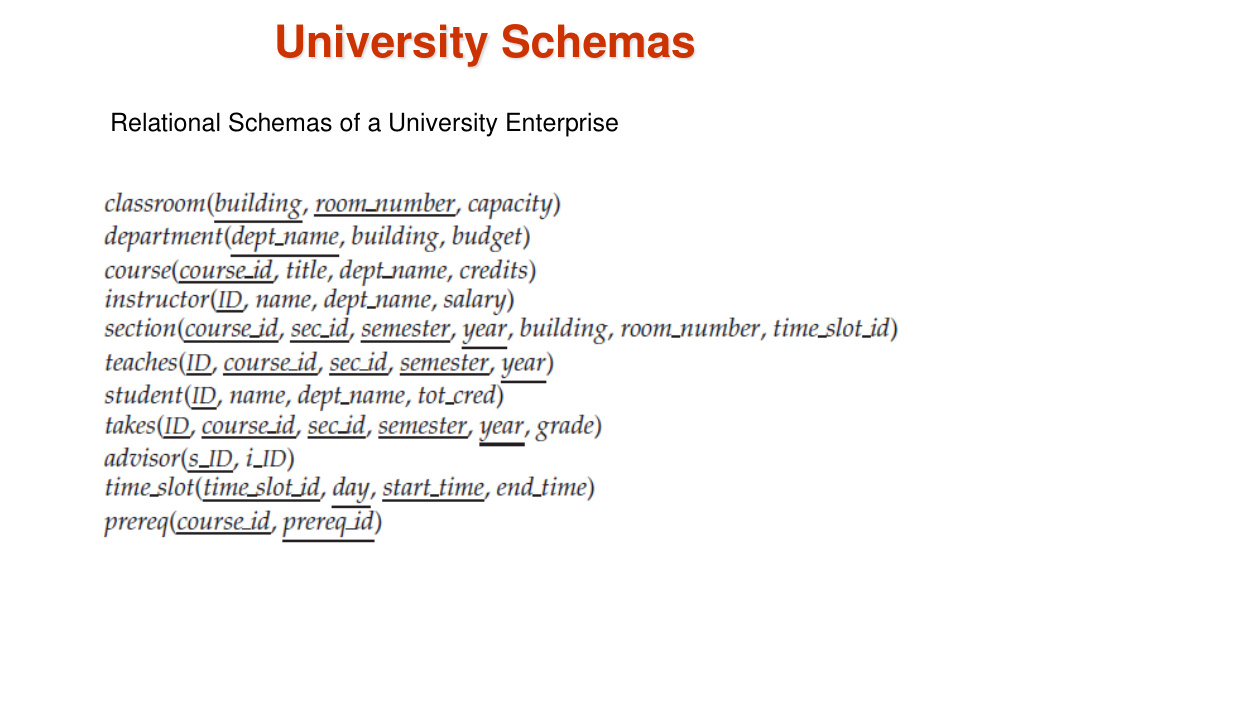 University Schemas
Relational Schemas of a University Enterprise
classroom(building, room_number, capacity)
department(dept_name, building, budget)
course(course_id, title, dept_name, credits)
instructor(ID, name, dept_name, salary)
section(course_id, sec_id, semester, year, building, room_number, time_slot_id)
teaches(ID, course_id, sec_id, semester, year)
student(ID, name, dept_name, tot_cred)
takes(ID, course_id, sec_id, semester, year, grade)
advisor(s_ID, i_ID)
time_slot(time_slot_id, day, start_time, end_time)
prereq(course_id, prereq_id)